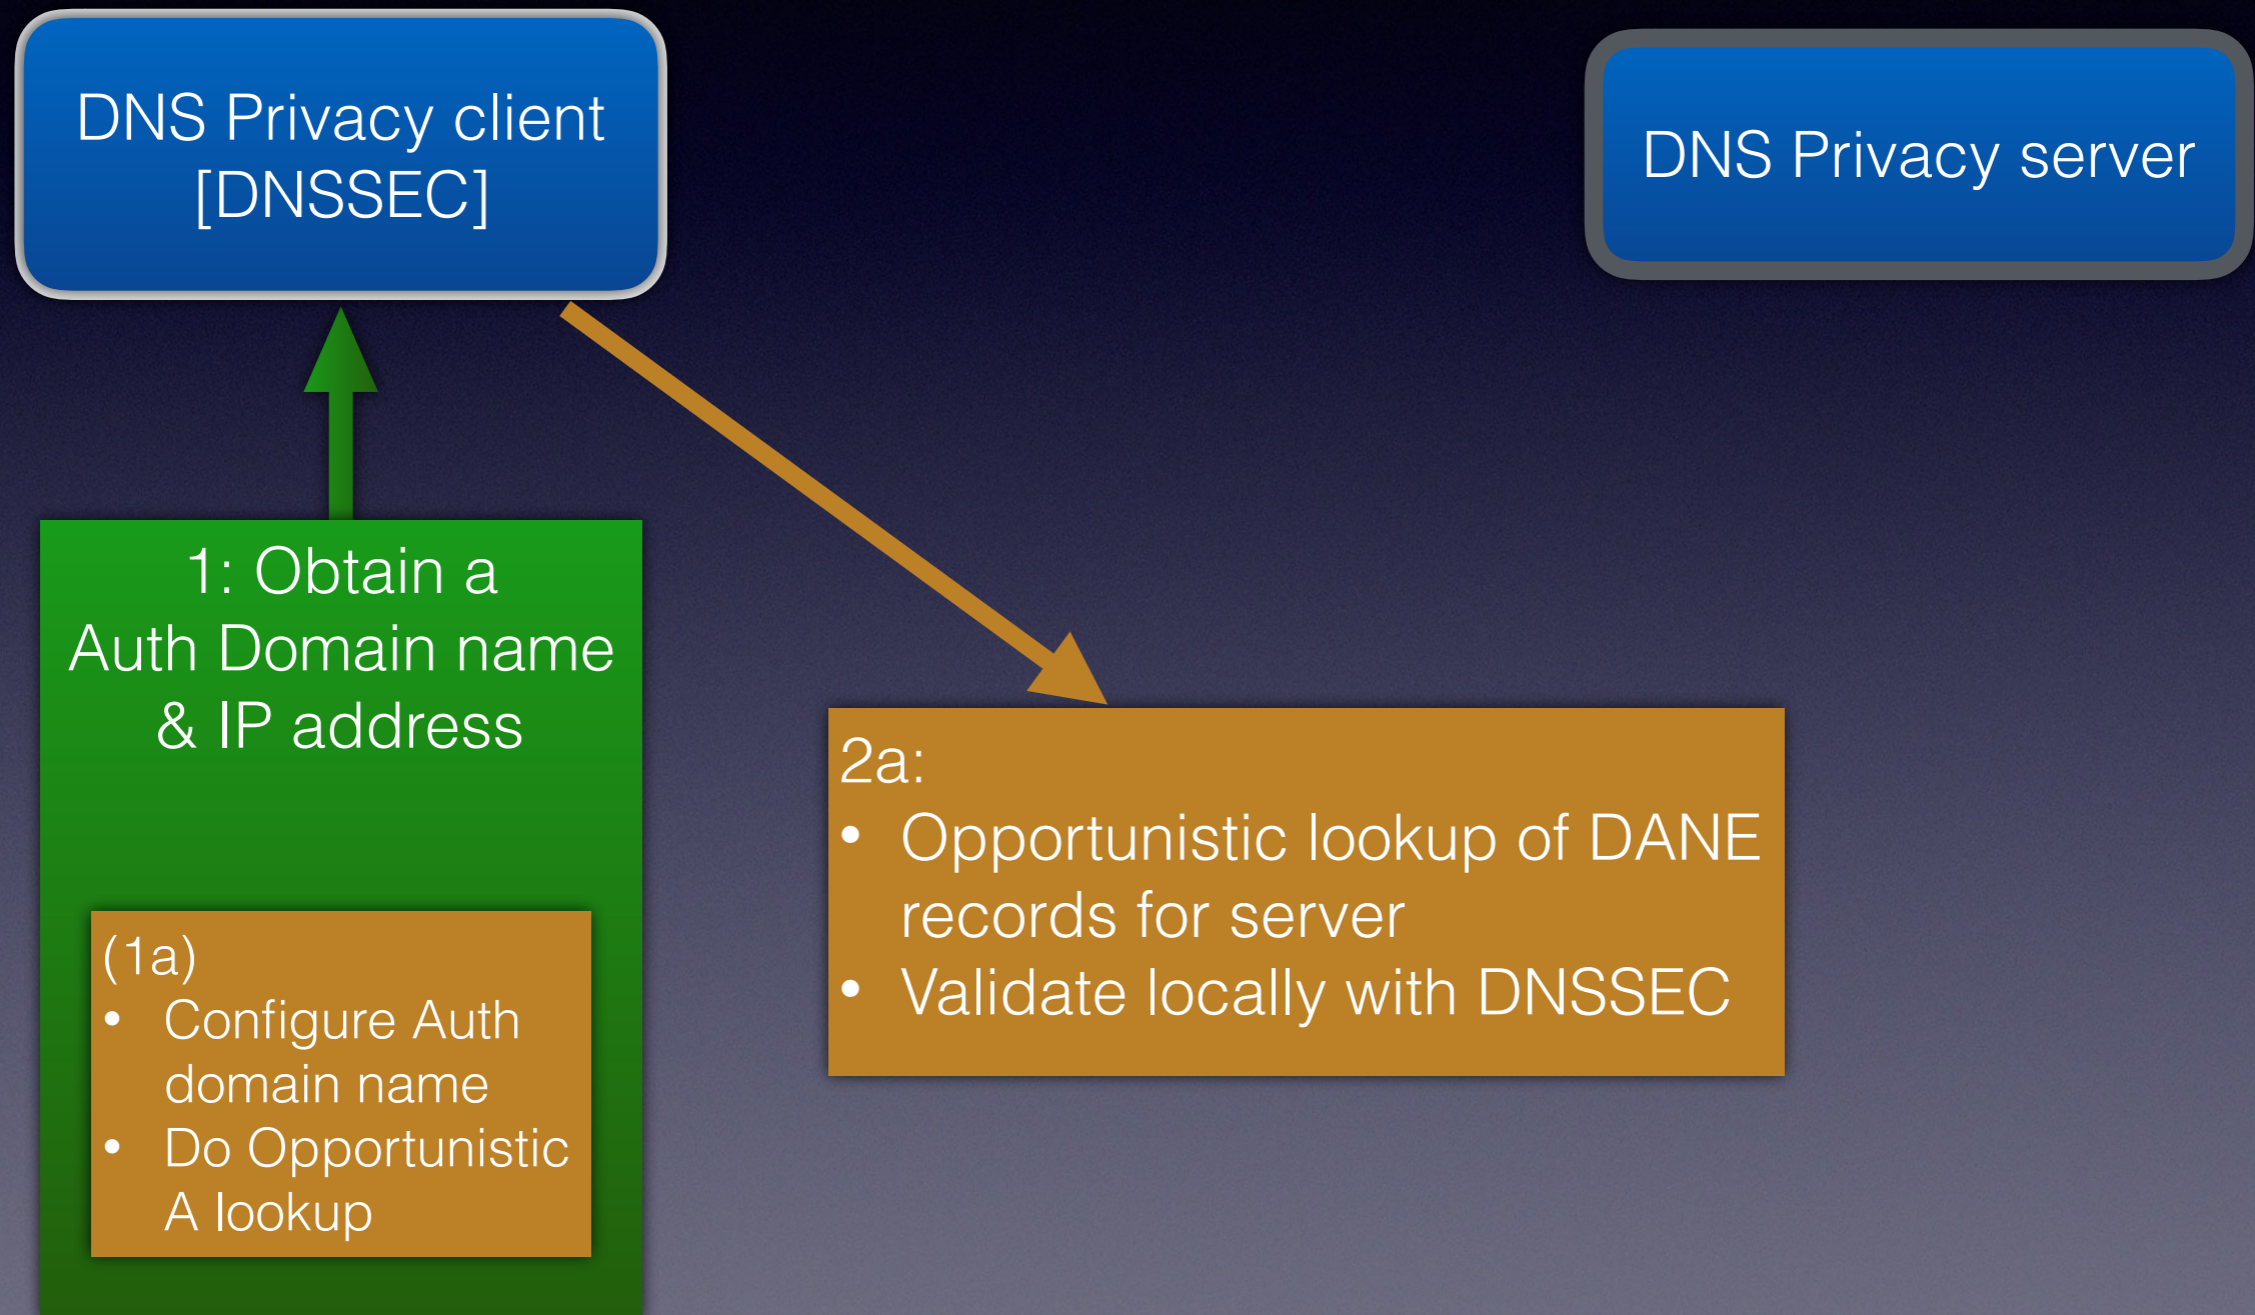 DNS Privacy client
[DNSSEC]
DNS Privacy server
1: Obtain a
Auth Domain name
& IP address
(1a)
• Configure Auth
domain name
• Do Opportunistic
A lookup
2a:
• Opportunistic lookup of DANE
records for server
• Validate locally with DNSSEC